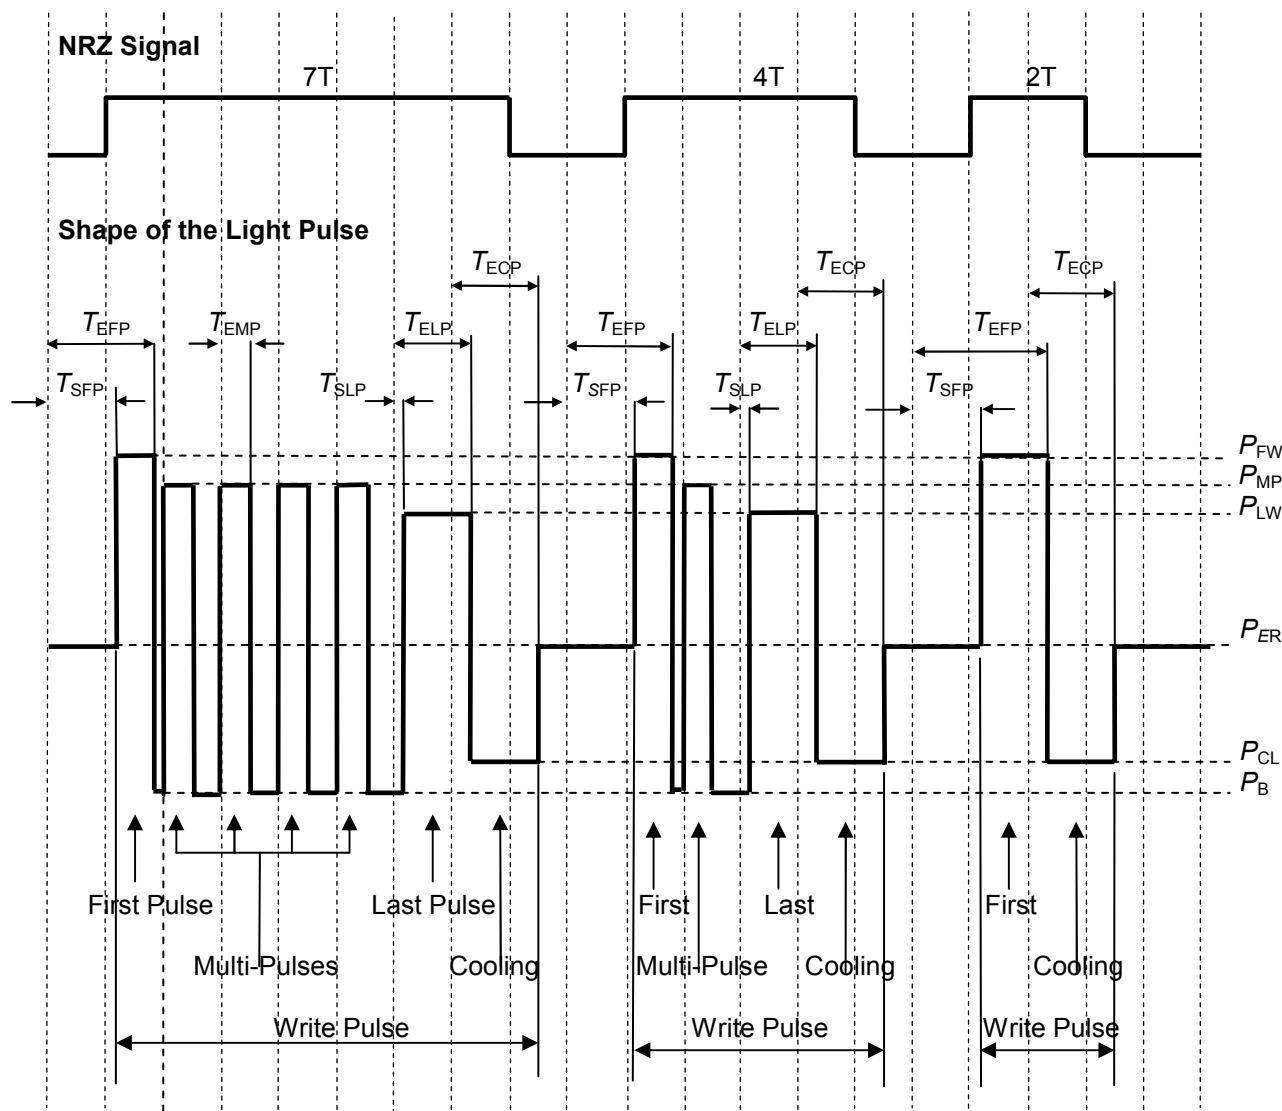 NRZ Signal
7T
4T
2T
Shape of the Light Pulse
TECP
TECP
TECP
TEFP
TEMP
TELP
TEFP
TELP
TEFP
TSFP
TSLP
TSFP
TSLP
TSFP
PFW
PMP
PLW
PER
PCL
PB
First Pulse
Last Pulse
First
Last
First
Multi-Pulses
Cooling
Multi-Pulse
Cooling
Cooling
Write Pulse
Write Pulse
Write Pulse